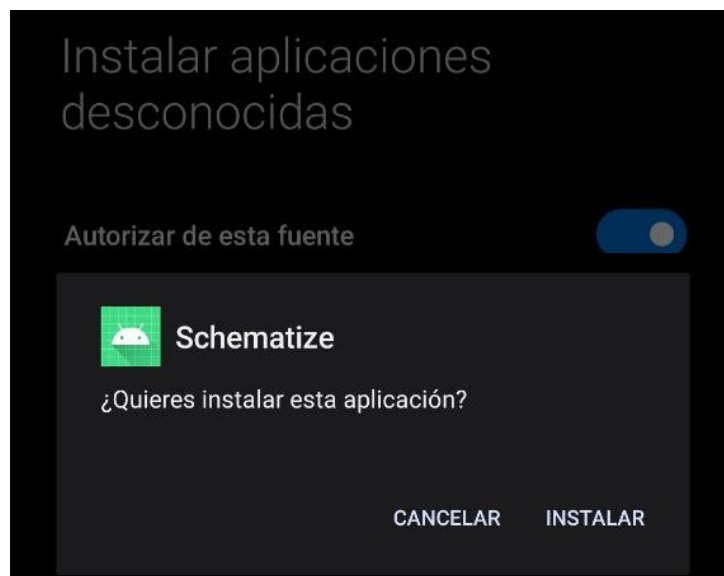 Instalar aplicaciones
desconocidas
Autorizar de esta fuente
Schematize
¿Quieres instalar esta aplicación?
CANCELAR INSTALAR